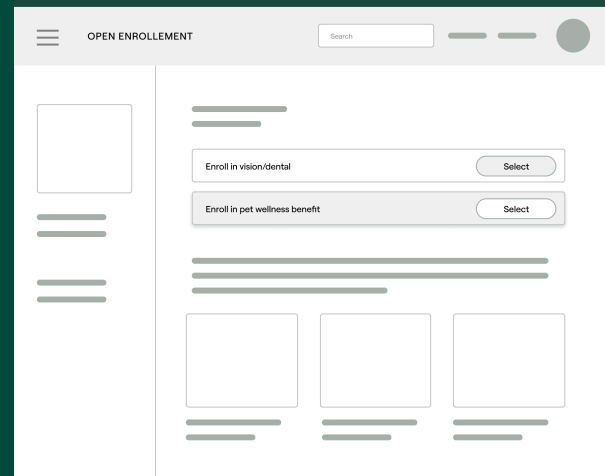 OPEN ENROLLEMENT
Search
Enroll in vision/dental
Select
Enroll in pet wellness benefit
Select